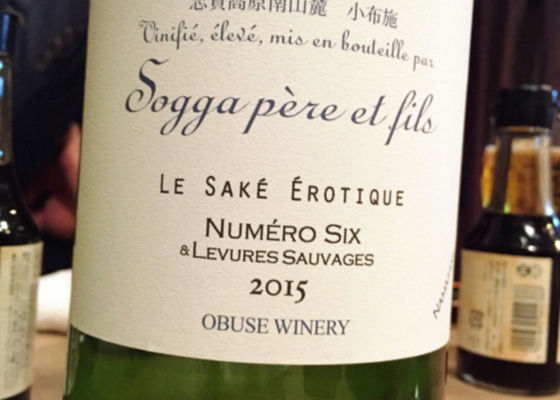 志賀高原南山麓 小布施
Vinifié, élevé, mis en bouteille par
Sogga père et fils
LE SAKÉ ÉROTIQUE
NUMÉRO SIX
& LEVURES SAUVAGES
2015
OBUSE WINERY